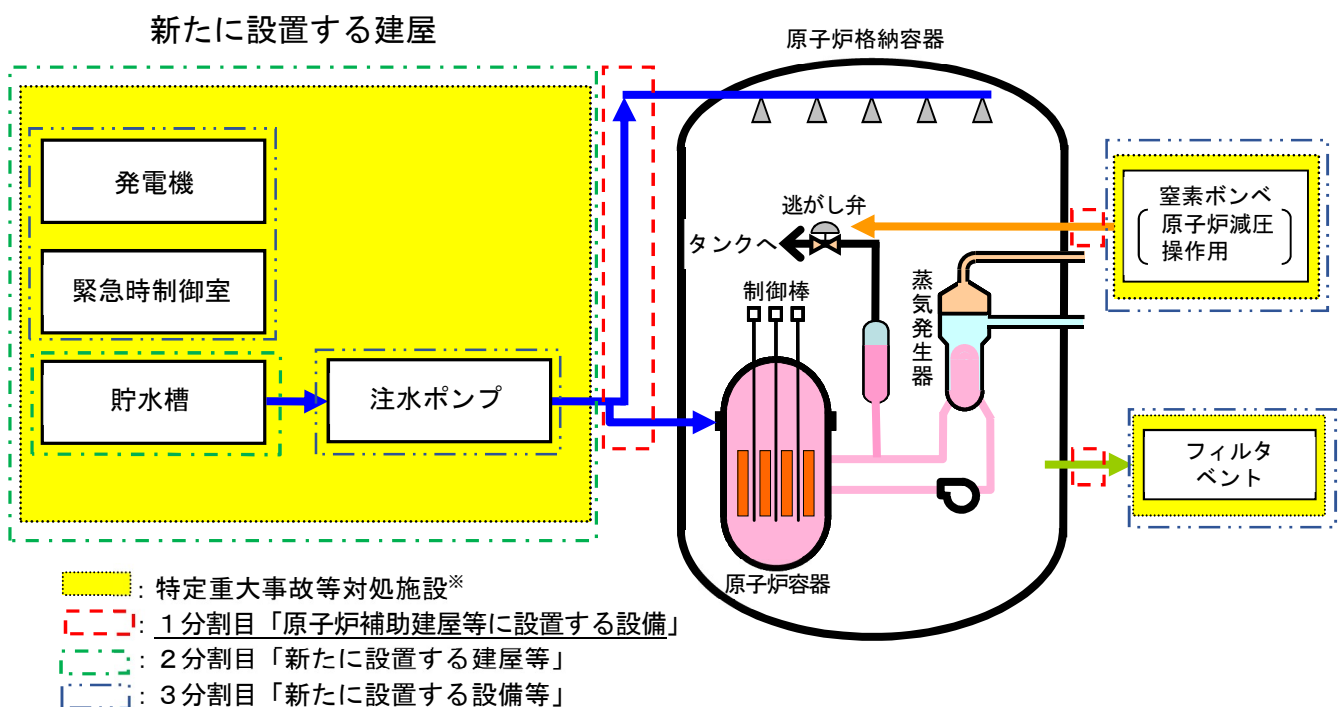 新たに設置する建屋
原子炉格納容器
発電機
緊急時制御室
貯水槽
注水ポンプ
逃がし弁
タンクへ
制御棒
蒸気発生器
原子炉容器
窒素ボンベ
原子炉減圧
操作用
フィルタ
ベント
：特定重大事故等対処施設※
：１分割目「原子炉補助建屋等に設置する設備」
：２分割目「新たに設置する建屋等」
：３分割目「新たに設置する設備等」